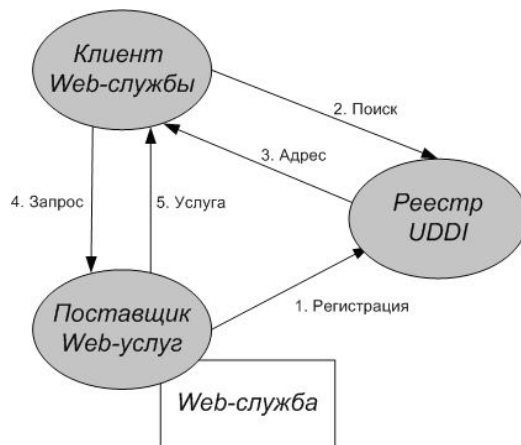 Клиент
Web-службы
2. Поиск
3. Адрес
4. Запрос
5. Услуга
Реестр
UDDI
1. Регистрация
Поставщик
Web-услуг
Web-служба